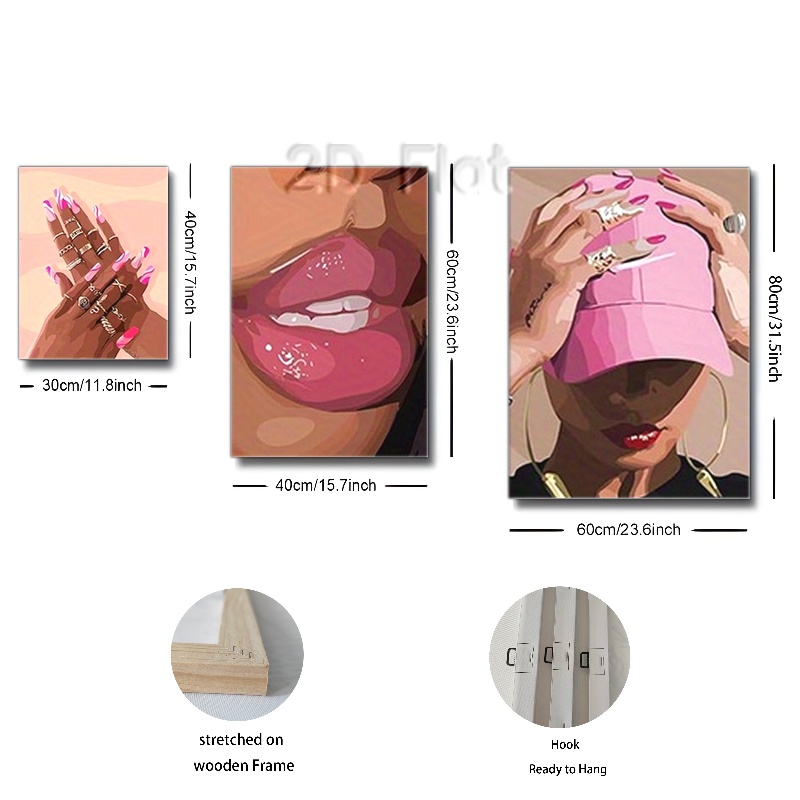 2D Flat
40cm/15.7inch
30cm/11.8inch
60cm/23.6inch
40cm/15.7inch
80cm/31.5inch
60cm/23.6inch
stretched on
wooden Frame
Hook
Ready to Hang